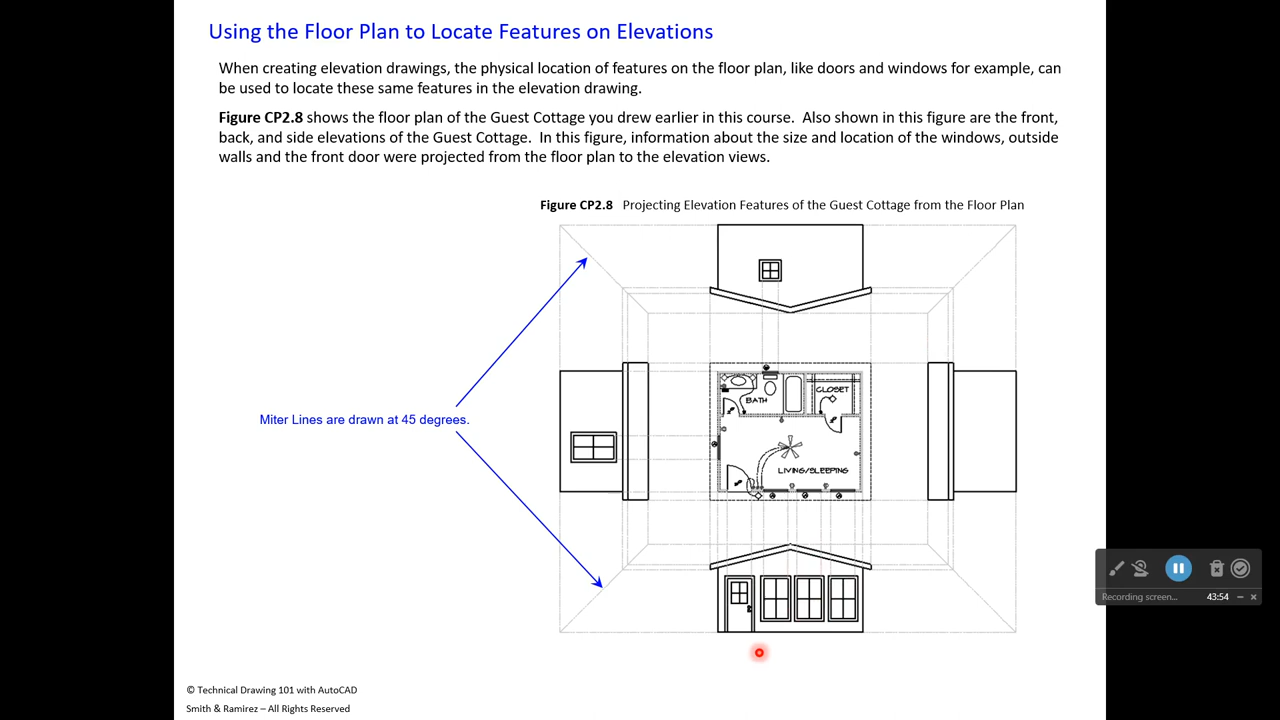 Using the Floor Plan to Locate Features on Elevations
When creating elevation drawings, the physical location of features on the floor plan, like doors and windows for example, can
be used to locate these same features in the elevation drawing.
Figure CP2.8 shows the floor plan of the Guest Cottage you drew earlier in this course.  Also shown in this figure are the front,
back, and side elevations of the Guest Cottage.  In this figure, information about the size and location of the windows, outside
walls and the front door were projected from the floor plan to the elevation views.
Figure CP2.8   Projecting Elevation Features of the Guest Cottage from the Floor Plan
CLOSET
BATH
Miter Lines are drawn at 45 degrees.
LIVING/SLEEPING
Recording screen...
43:54
© Technical Drawing 101 with AutoCAD
Smith & Ramirez – All Rights Reserved